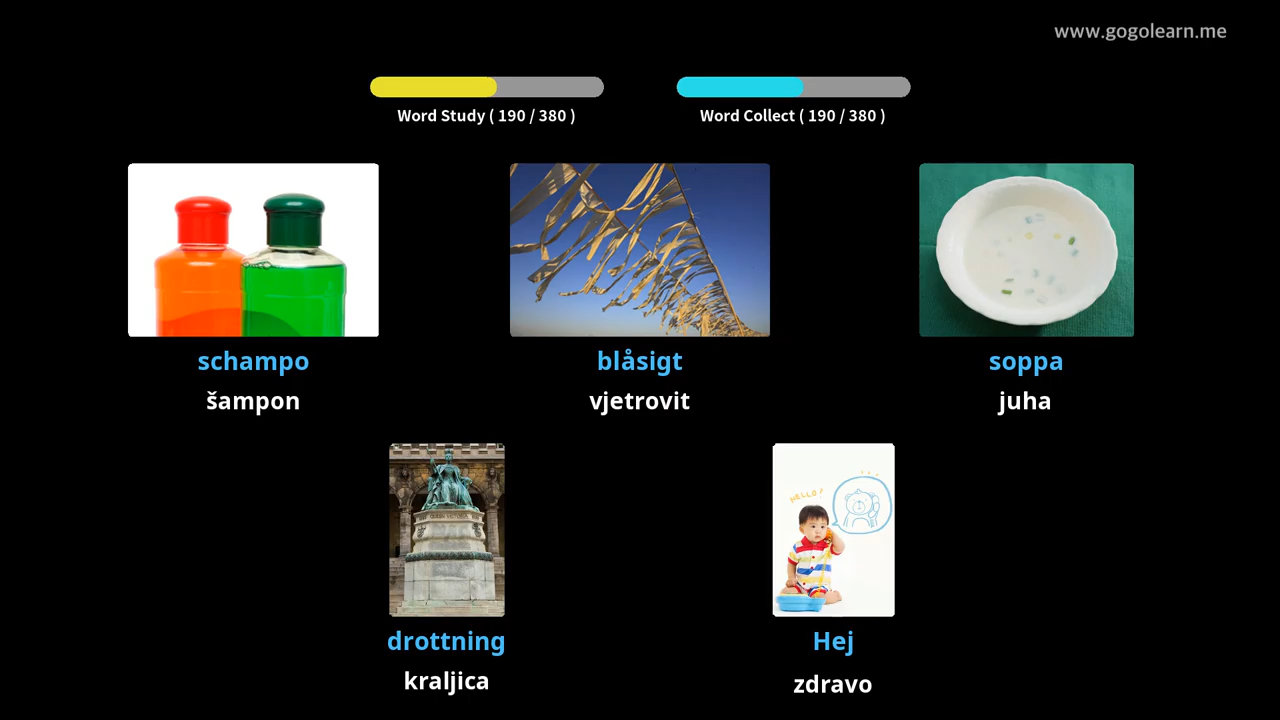 www.gogolearn.me
Word Study ( 190 / 380 )
Word Collect ( 190 / 380 )
schampo
šampon
blåsigt
vjetrovit
soppa
juha
HELLO?
drottning
kraljica
Hej
zdravo